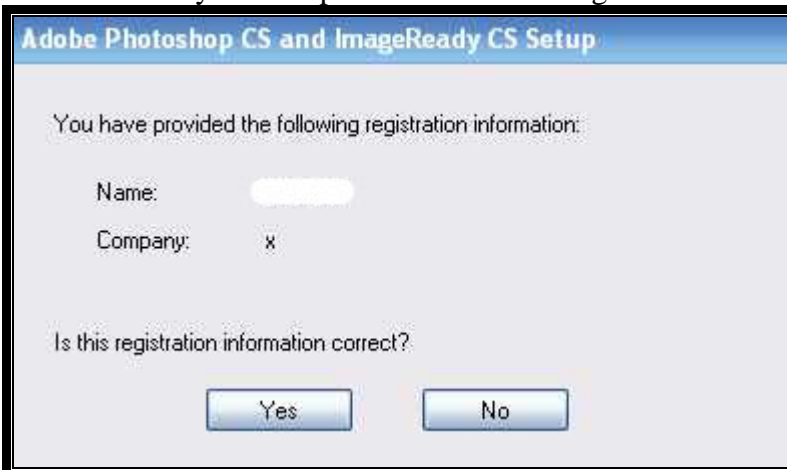 Adobe Photoshop CS and ImageReady CS Setup
You have provided the following registration information:
Name:
Company: x
Is this registration information correct?
Yes No